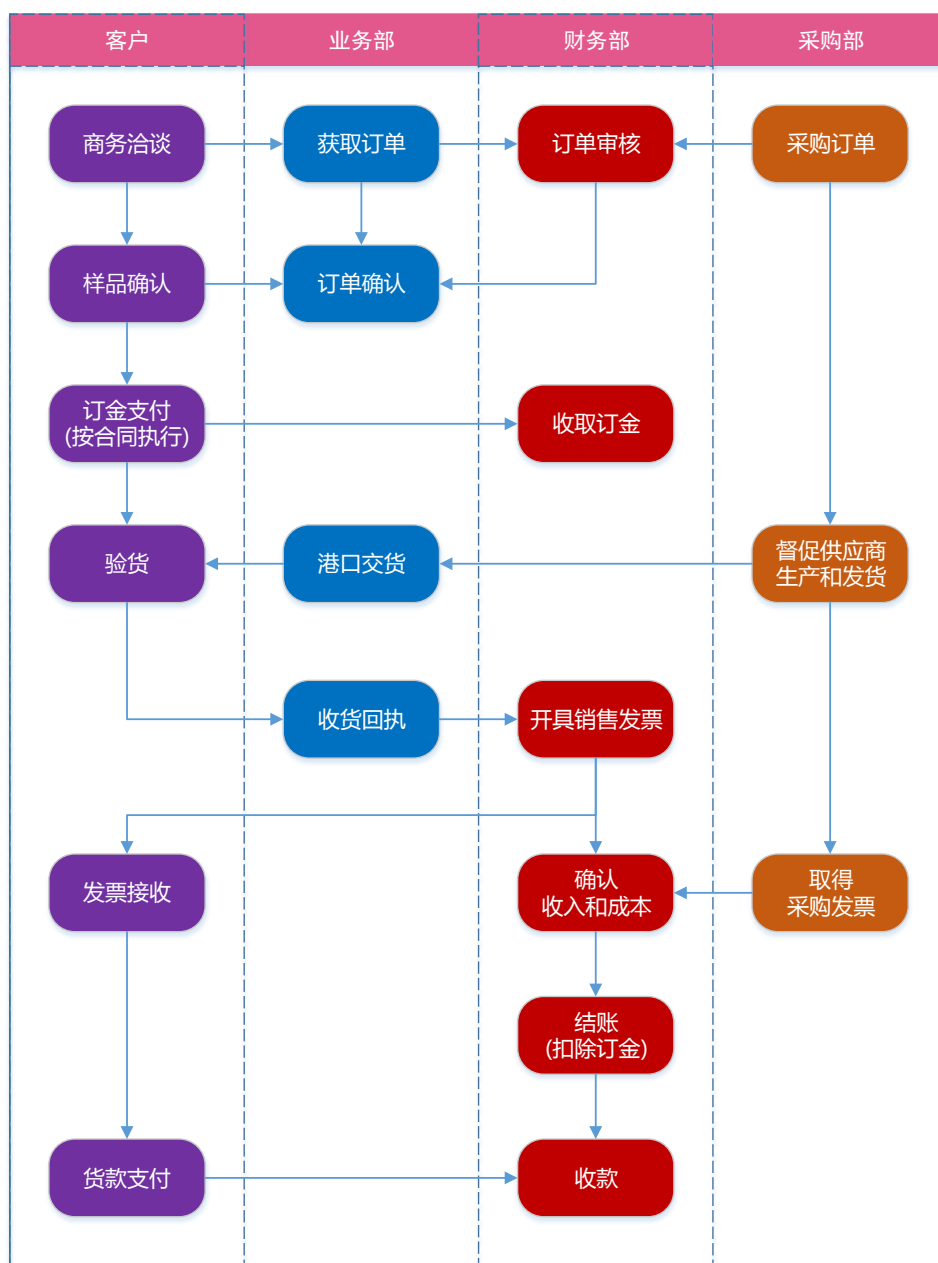 客户
业务部
财务部
采购部
商务洽谈
获取订单
订单审核
采购订单
样品确认
订单确认
订金支付
(按合同执行)
收取订金
验货
港口交货
督促供应商
生产和发货
收货回执
开具销售发票
发票接收
确认
收入和成本
取得
采购发票
结账
(扣除订金)
货款支付
收款